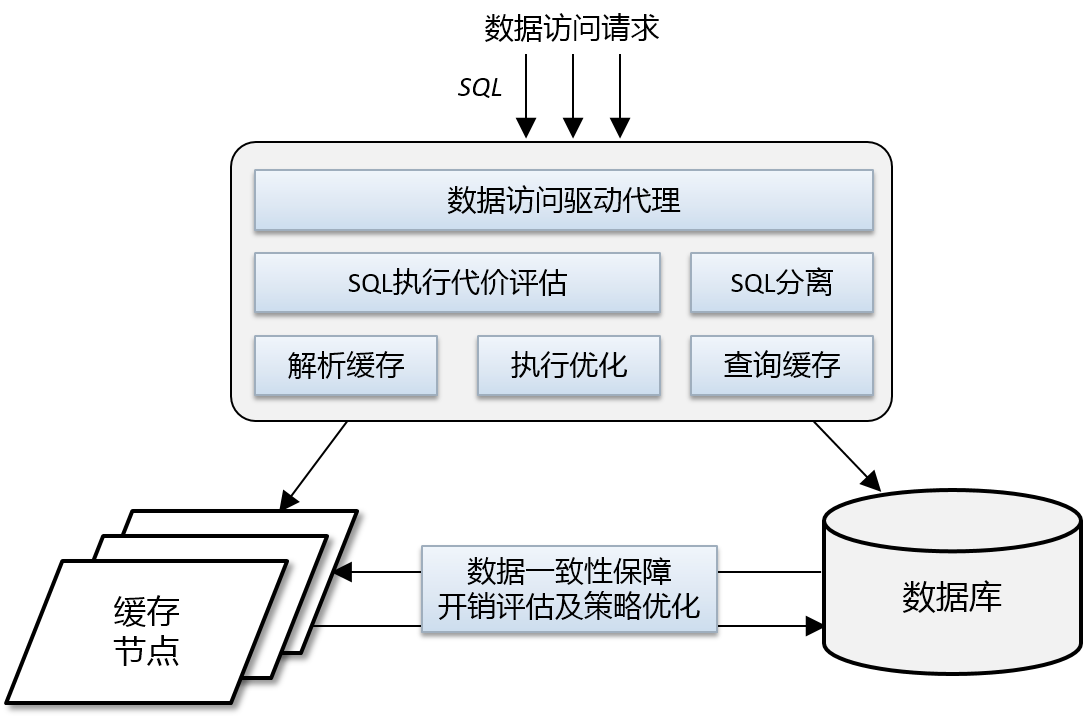 数据访问请求
SQL
数据访问驱动代理
SQL执行代价评估
SQL分离
解析缓存
执行优化
查询缓存
数据一致性保障
开销评估及策略优化
缓存
节点
数据库